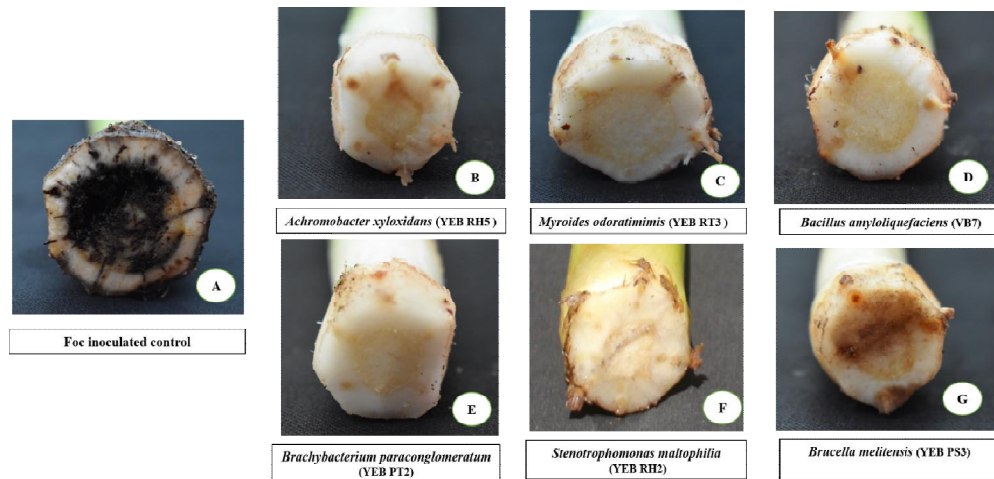 A
Foc inoculated control
B
Achromobacter xyloxidans (YEB RH5 )
C
Myroides odoratimimis (YEB RT3)
D
Bacillus amyloliquefaciens (VB7)
E
Brachybacterium paraconglomeratum
(YEB PT2)
F
Stenotrophomonas maltophilia
(YEB RH2)
G
Brucella melitensis (YEB PS3)